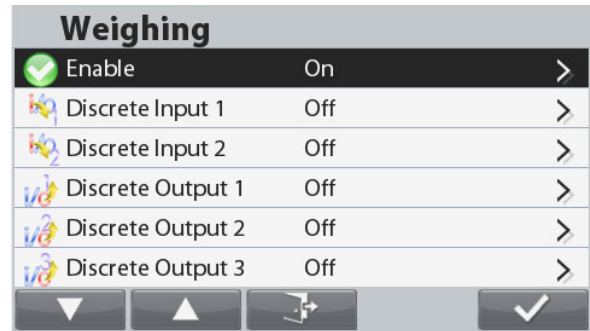 Weighing
Enable On
Discrete Input 1 Off
Discrete Input 2 Off
Discrete Output 1 Off
Discrete Output 2 Off
Discrete Output 3 Off